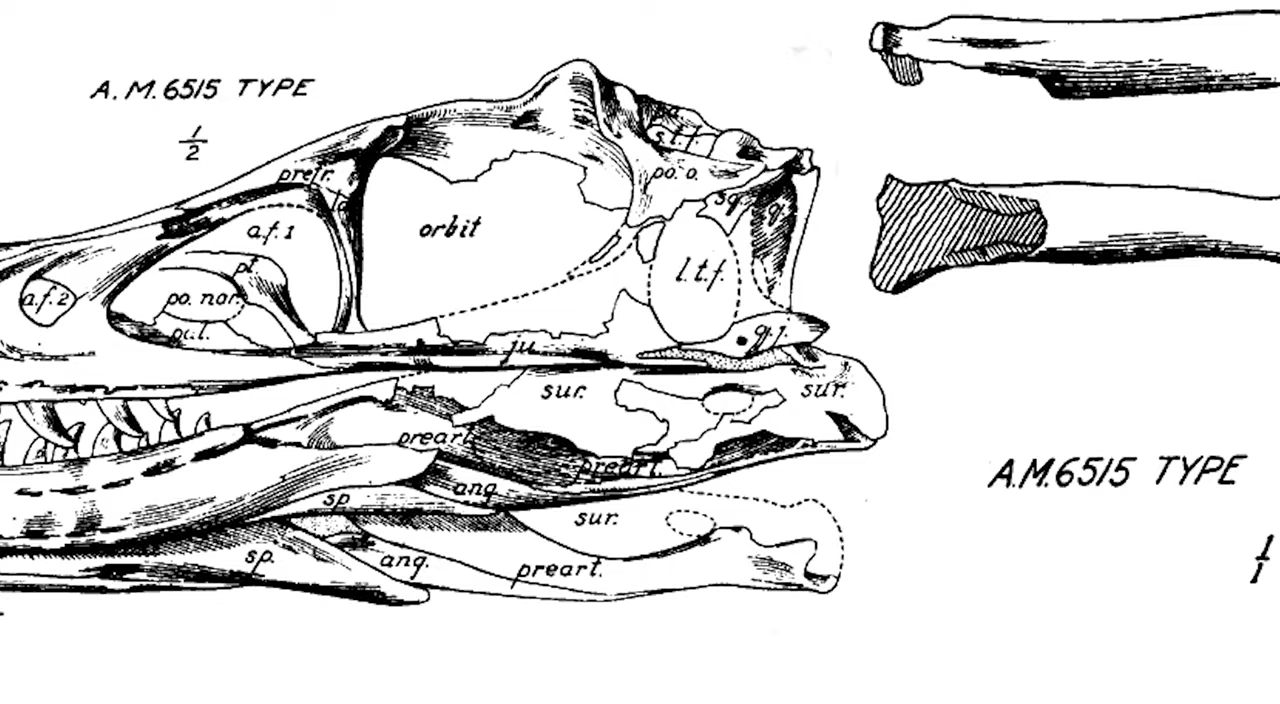 A. M. 6515 TYPE
1/2
prefr.
s.t.f.
po. o.
sq.
q.
a.f.1
orbit
pt.
l.t.f.
a.f.2
po. nar.
pal.
q.j.
ju
sur.
sur.
preart.
preart.
ang.
sp
sur.
sp.
ang.
preart.
A.M. 6515 TYPE
1/1